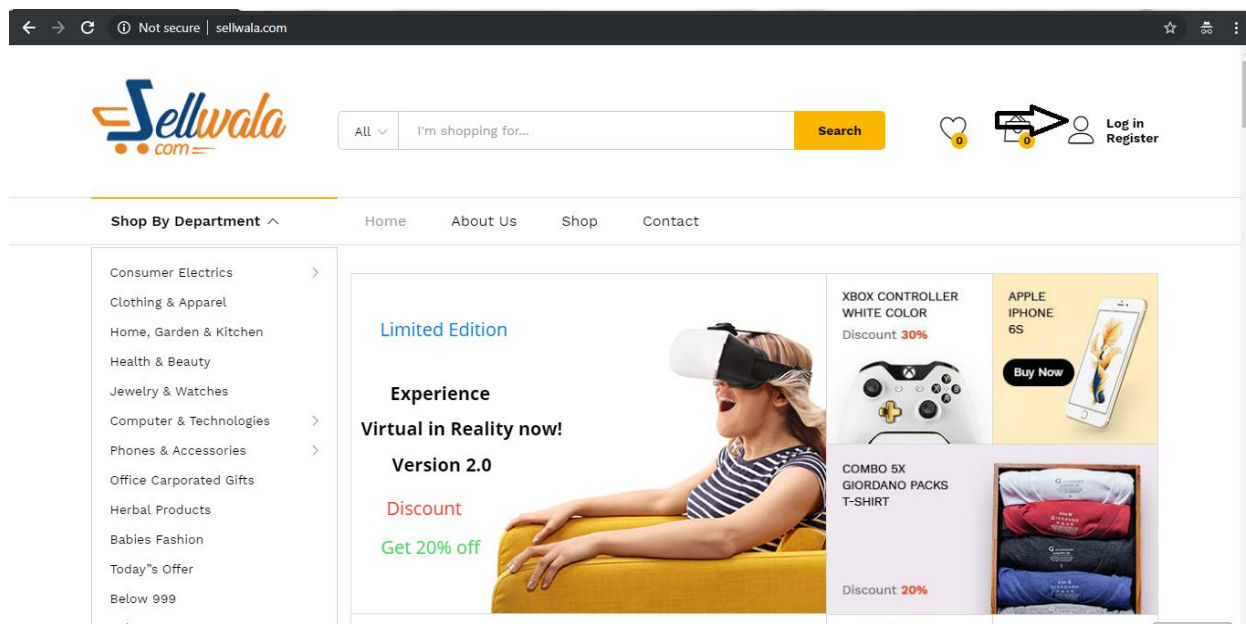 Not secure | sellwala.com
Sellwala
com
All
I'm shopping for...
Search
0
0
Log in
Register
Shop By Department
Home
About Us
Shop
Contact
Consumer Electrics
Clothing & Apparel
Home, Garden & Kitchen
Health & Beauty
Jewelry & Watches
Computer & Technologies
Phones & Accessories
Office Carporated Gifts
Herbal Products
Babies Fashion
Today"s Offer
Below 999
Limited Edition
Experience
Virtual in Reality now!
Version 2.0
Discount
Get 20% off
XBOX CONTROLLER
WHITE COLOR
Discount 30%
APPLE
IPHONE
6S
Buy Now
COMBO 5X
GIORDANO PACKS
T-SHIRT
Discount 20%